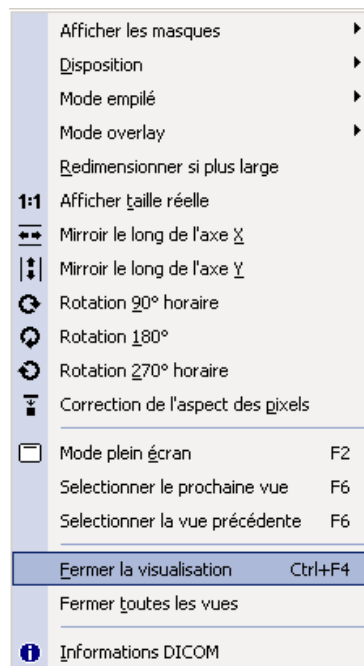 Afficher les masques
Disposition
Mode empilé
Mode overlay
Redimensionner si plus large
1:1 Afficher taille réelle
Mirroir le long de l'axe X
Mirroir le long de l'axe Y
Rotation 90° horaire
Rotation 180°
Rotation 270° horaire
Correction de l'aspect des pixels
Mode plein écran F2
Selectionner le prochaine vue F6
Selectionner la vue précédente F6
Fermer la visualisation Ctrl+F4
Fermer toutes les vues
Informations DICOM